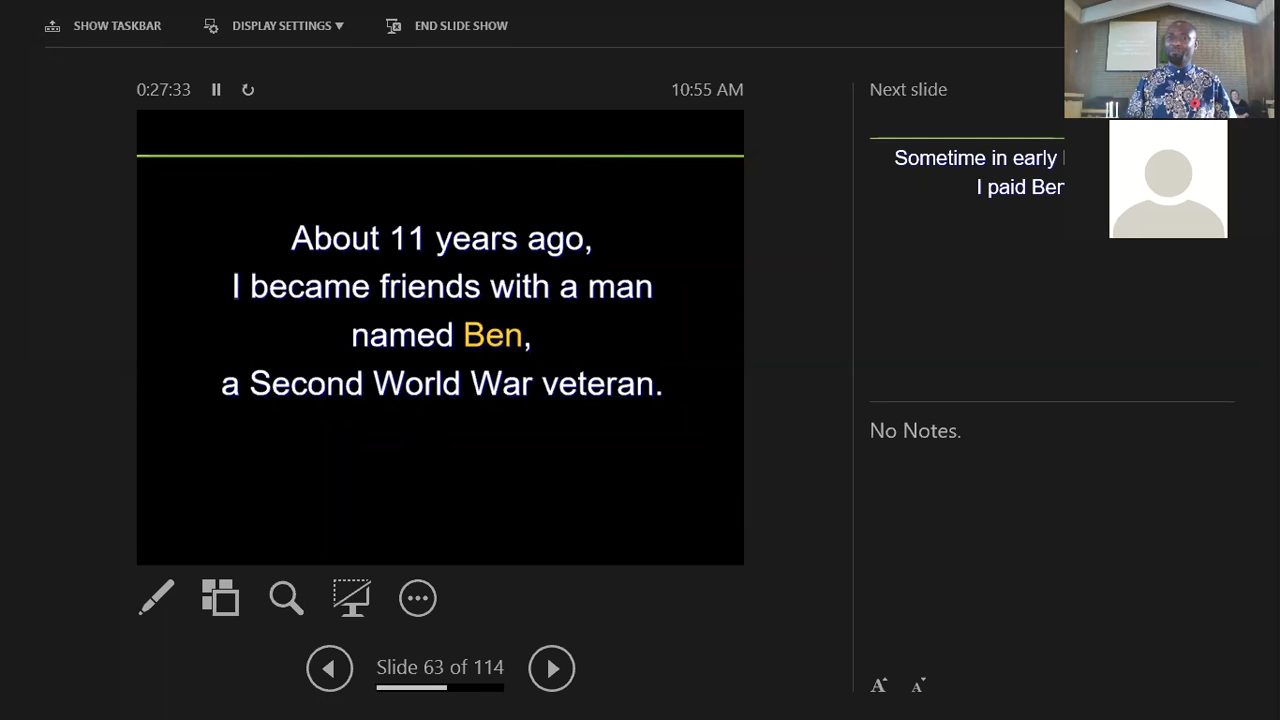 SHOW TASKBAR DISPLAY SETTINGS END SLIDE SHOW
0:27:33 10:55 AM
About 11 years ago,
I became friends with a man
named Ben,
a Second World War veteran.
Slide 63 of 114
Next slide
Sometime in early
I paid Ben
No Notes.
A A